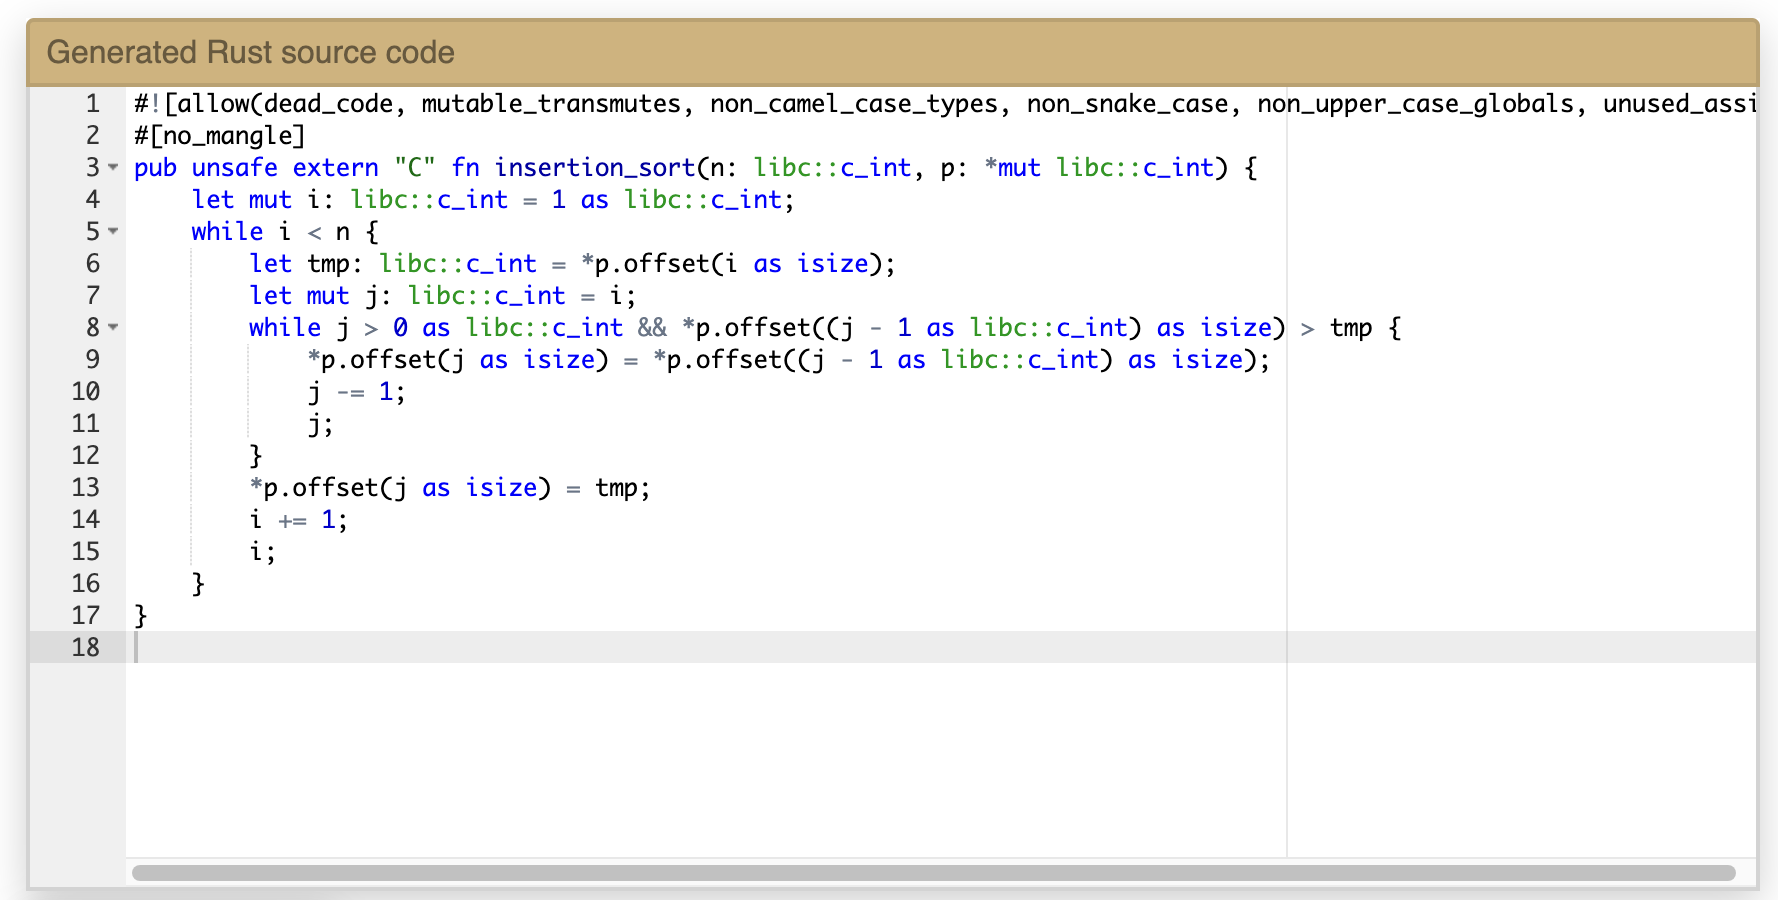 Generated Rust source code
1 #![allow(dead_code, mutable_transmutes, non_camel_case_types, non_snake_case, non_upper_case_globals, unused_assi
2 #[no_mangle]
3 pub unsafe extern "C" fn insertion_sort(n: libc::c_int, p: *mut libc::c_int) {
4     let mut i: libc::c_int = 1 as libc::c_int;
5     while i < n {
6         let tmp: libc::c_int = *p.offset(i as isize);
7         let mut j: libc::c_int = i;
8         while j > 0 as libc::c_int && *p.offset((j - 1 as libc::c_int) as isize) > tmp {
9             *p.offset(j as isize) = *p.offset((j - 1 as libc::c_int) as isize);
10             j -= 1;
11             j;
12         }
13         *p.offset(j as isize) = tmp;
14         i += 1;
15         i;
16     }
17 }
18